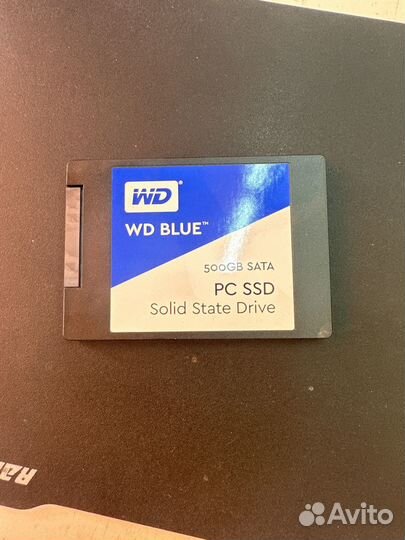 WD®
WD BLUE™
500GB SATA
PC SSD
Solid State Drive
Avito